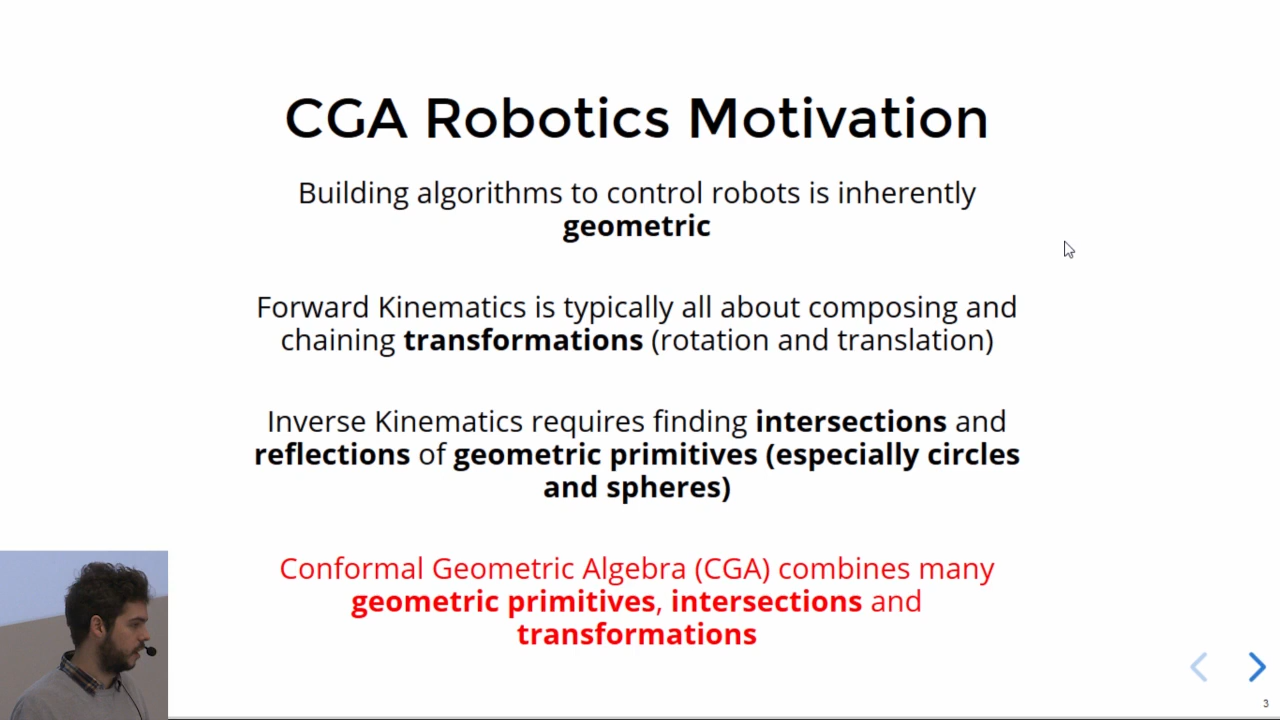 CGA Robotics Motivation
Building algorithms to control robots is inherently
geometric
Forward Kinematics is typically all about composing and
chaining transformations (rotation and translation)
Inverse Kinematics requires finding intersections and
reflections of geometric primitives (especially circles
and spheres)
Conformal Geometric Algebra (CGA) combines many
geometric primitives, intersections and
transformations
3